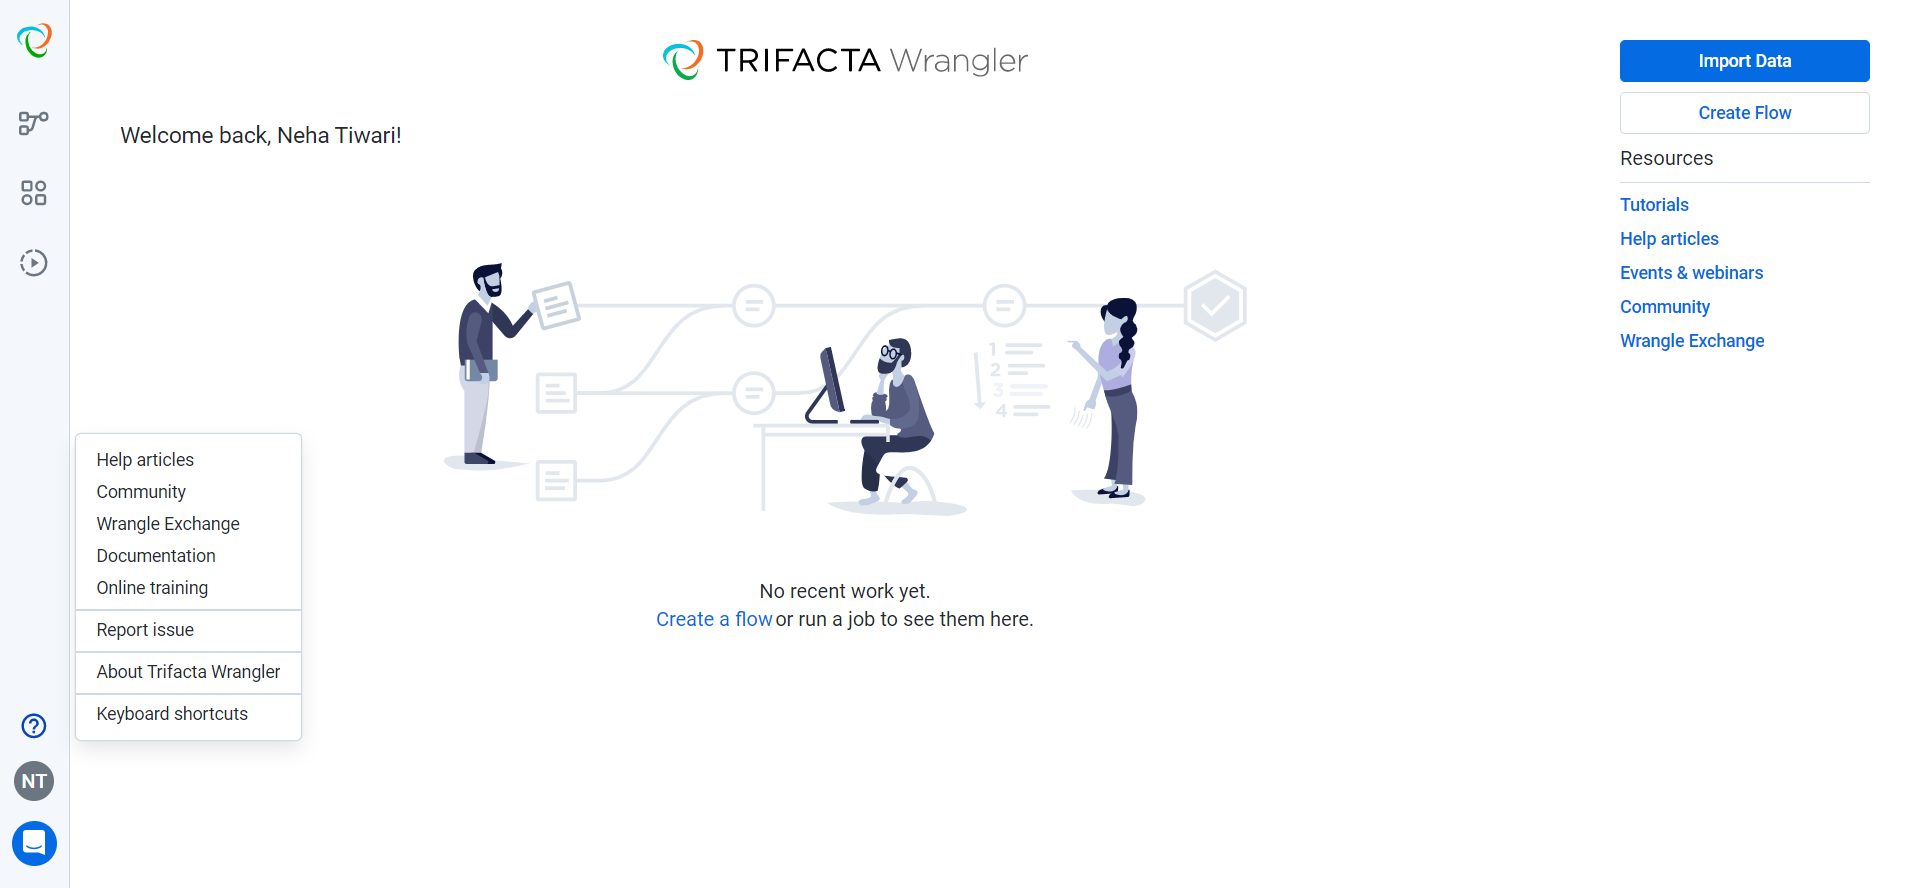 TRIFACTA Wrangler
Welcome back, Neha Tiwari!
Import Data
Create Flow
Resources
Tutorials
Help articles
Events & webinars
Community
Wrangle Exchange
1
2
3
4
Help articles
Community
Wrangle Exchange
Documentation
Online training
Report issue
About Trifacta Wrangler
Keyboard shortcuts
No recent work yet.
Create a flow or run a job to see them here.
?
NT